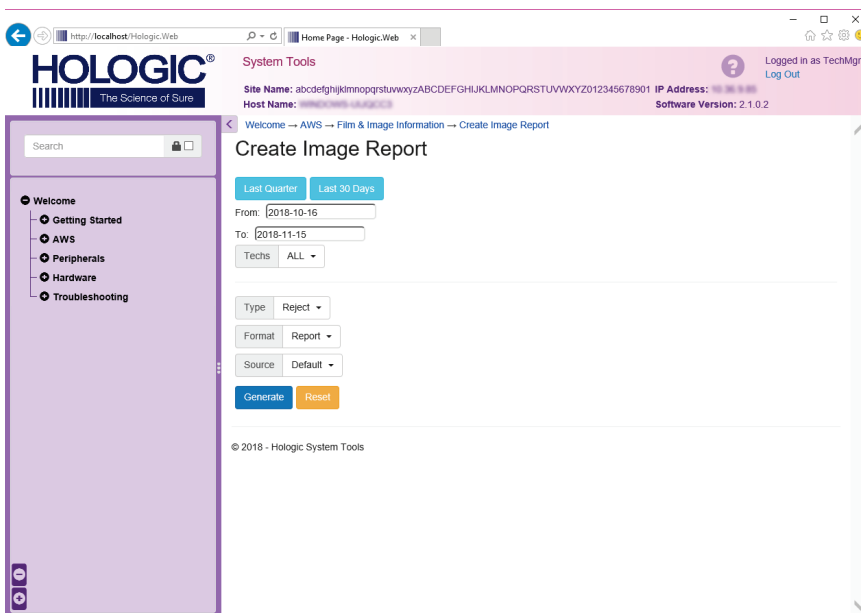 http://localhost/Hologic.Web
Home Page - Hologic.Web
HOLOGIC®
The Science of Sure
System Tools
Logged in as TechMgr
Log Out
Site Name: abcdefghijklmnopqrstuvwxyzABCDEFGHIJKLMNOPQRSTUVWXYZ012345678901 IP Address:
Host Name:
Software Version: 2.1.0.2
Welcome → AWS → Film & Image Information → Create Image Report
Search
Create Image Report
Last Quarter Last 30 Days
From: 2018-10-16
To: 2018-11-15
Techs ALL
Welcome
Getting Started
AWS
Peripherals
Hardware
Troubleshooting
Type Reject
Format Report
Source Default
Generate Reset
© 2018 - Hologic System Tools